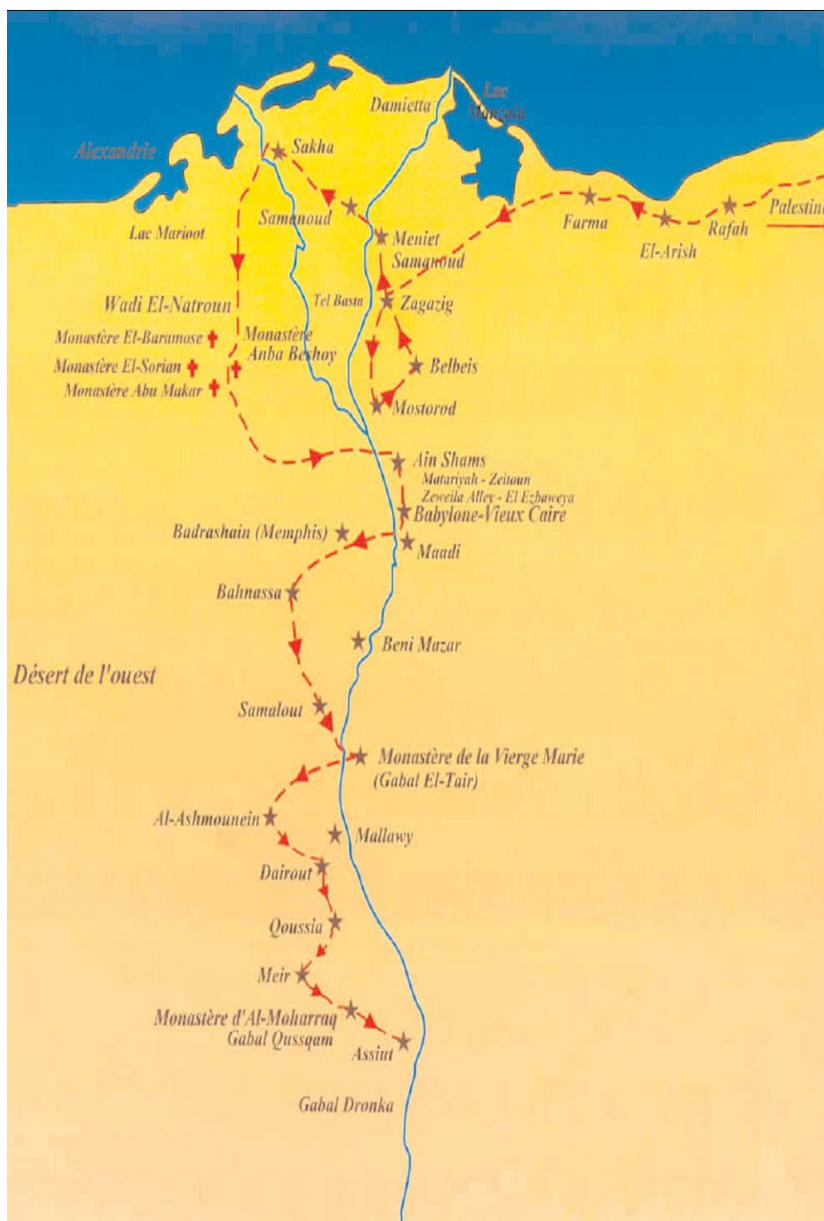 Damietta
Lac
Manzala
Alexandrie
Sakha
Samanoud
Farma
Rafah
Palestine
El-Arish
Lac Marioot
Meniet
Samanoud
Tel Basta
Zagazig
Wadi El-Natroun
Monastère El-Baramose
Monastère
Anba Beshoy
Monastère El-Sorian
Belbeis
Monastère Abu Makar
Mostorod
Ain Shams
Matariyah - Zeitoun
Zeweila Alley - El Ezbaweya
Babylone-Vieux Caire
Badrashain (Memphis)
Maadi
Bahnassa
Beni Mazar
Désert de l'ouest
Samalout
Monastère de la Vierge Marie
(Gabal El-Tair)
Al-Ashmounein
Mallawy
Dairout
Qoussia
Meir
Monastère d'Al-Moharraq
Gabal Qussqam
Assiut
Gabal Dronka